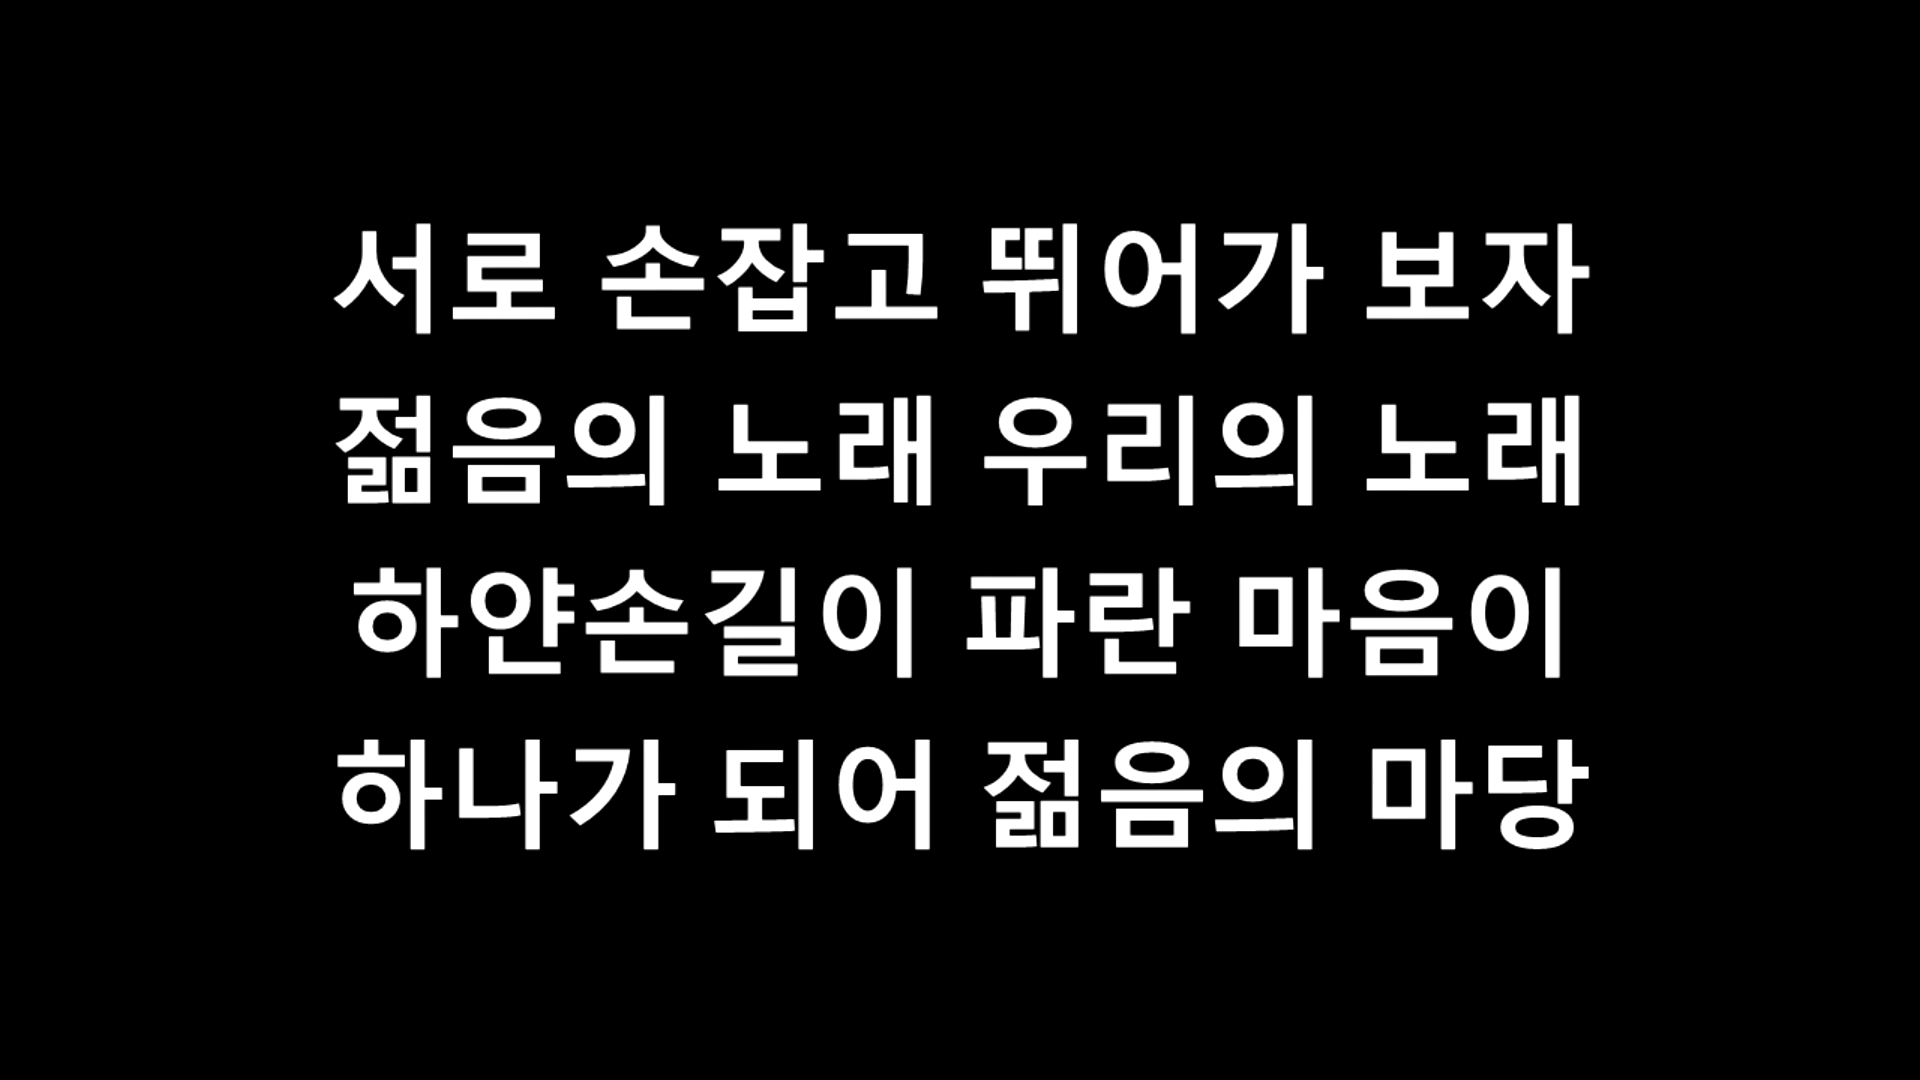 서로 손잡고 뛰어가 보자
젊음의 노래 우리의 노래
하얀손길이 파란 마음이
하나가 되어 젊음의 마당